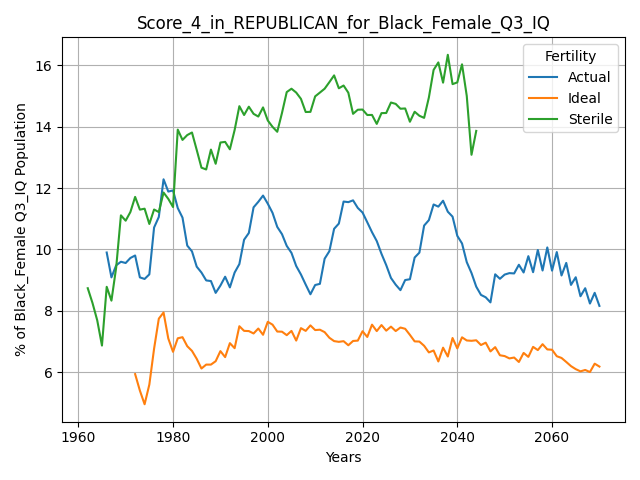 Score_4_in_REPUBLICAN_for_Black_Female_Q3_IQ
% of Black_Female Q3_IQ Population
16
14
12
10
8
6
Fertility
Actual
Ideal
Sterile
1960 1980 2000 2020 2040 2060
Years